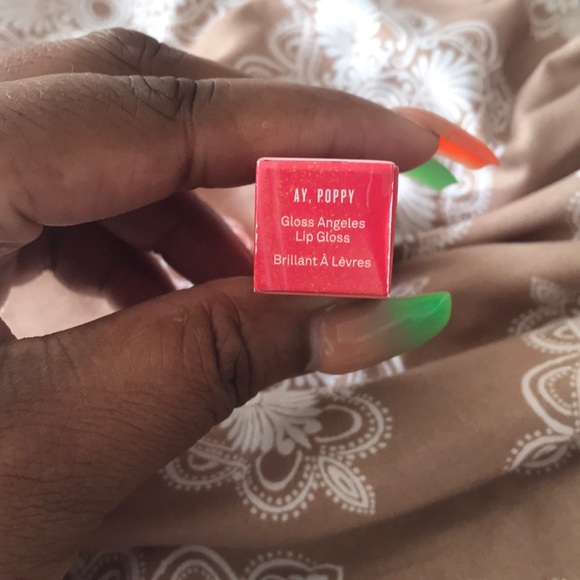 AY, POPPY
Gloss Angeles
Lip Gloss
Brillant À Lèvres